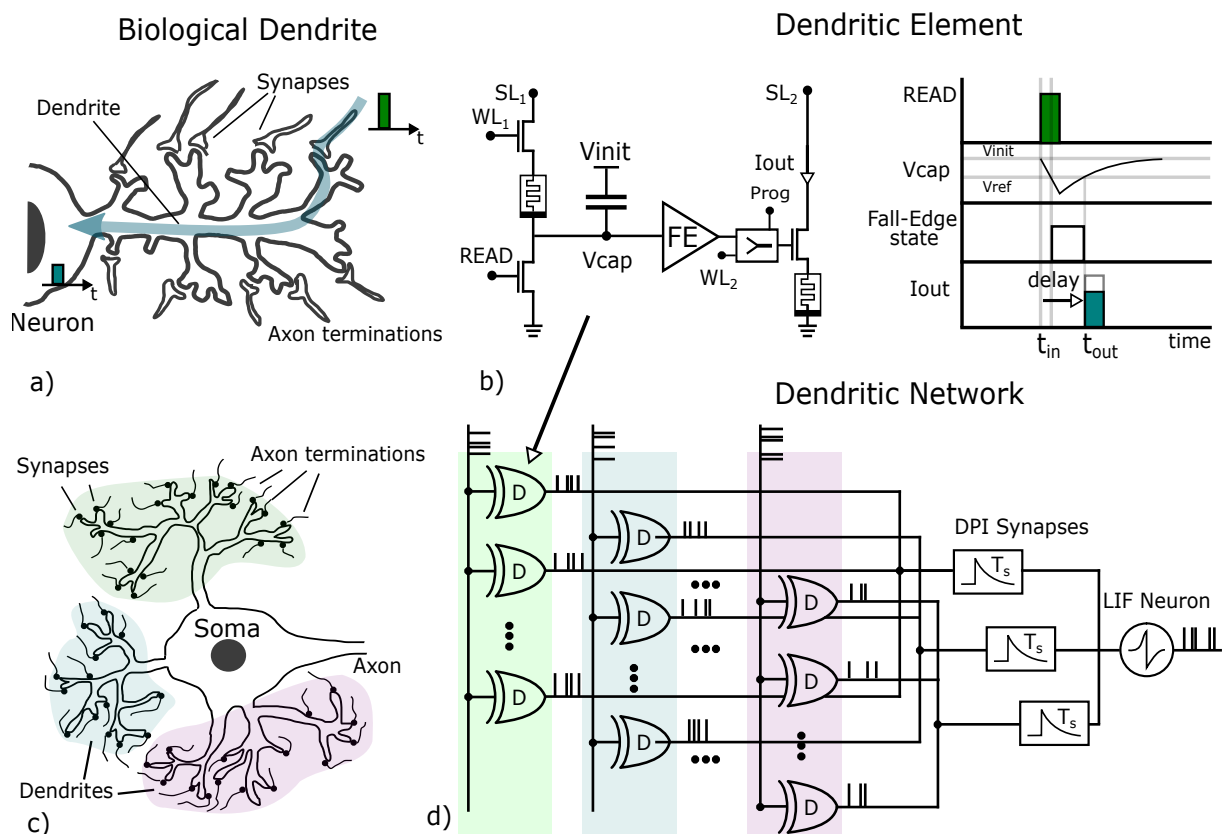 Biological Dendrite
Synapses
Dendrite
t
t
Neuron
Axon terminations
a)
Dendritic Element
SL1
WL1
Vinit
READ
Vcap
FE
WL2
Prog
Iout
SL2
b)
READ
Vinit
Vcap
Vref
Fall-Edge
state
Iout
delay
tin
tout
time
Synapses
Axon terminations
Soma
Axon
Dendrites
c)
Dendritic Network
D
D
D
D
D
D
D
D
D
DPI Synapses
Ts
Ts
Ts
LIF Neuron
d)